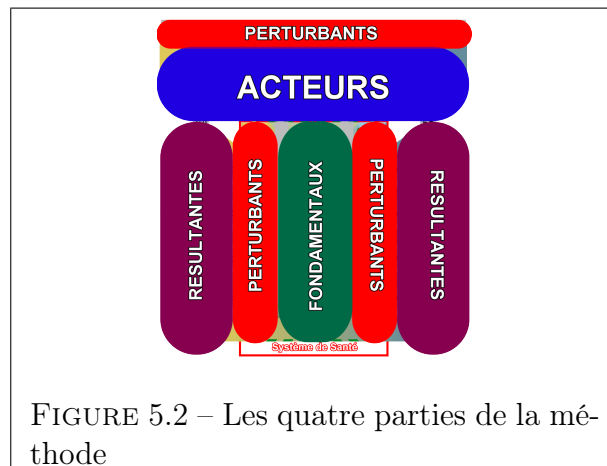 PERTURBANTS
ACTEURS
RESULTANTES
PERTURBANTS
FONDAMENTAUX
PERTURBANTS
RESULTANTES
Système de Santé
FIGURE 5.2 – Les quatre parties de la mé-
thode